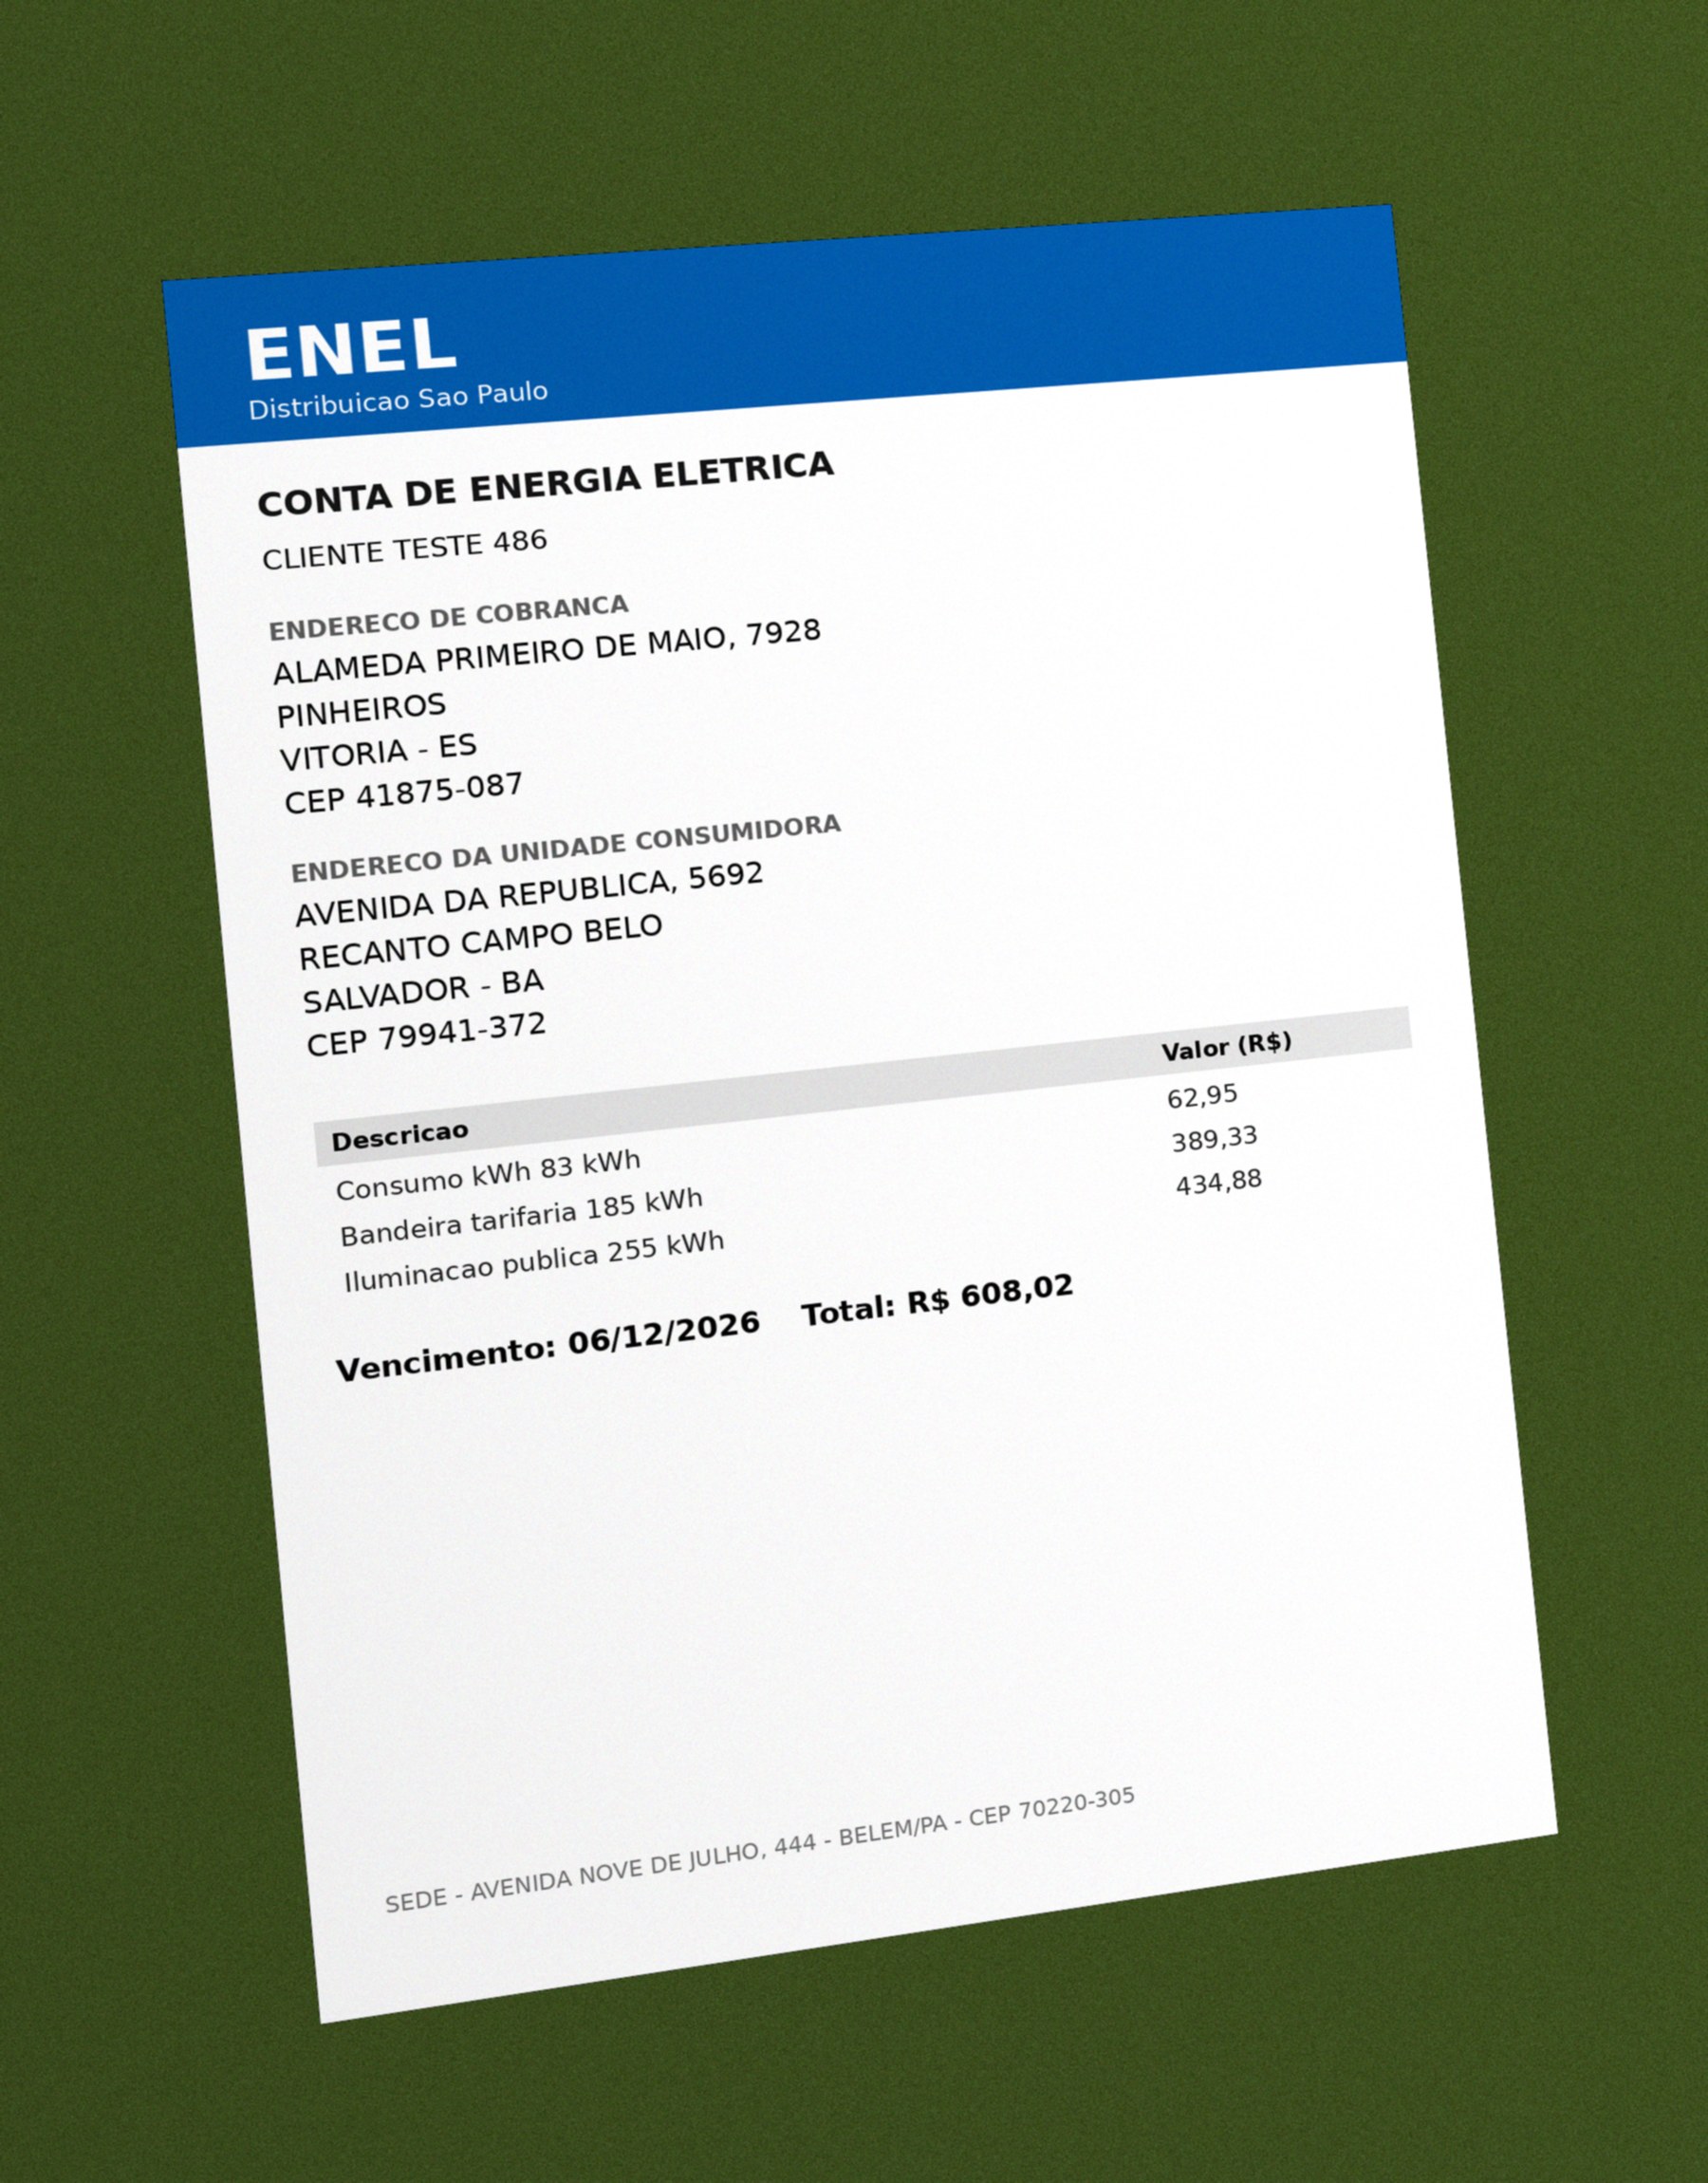 ENEL
Distribuicao Sao Paulo
CONTA DE ENERGIA ELETRICA
CLIENTE TESTE 486
ENDERECO DE COBRANCA
ALAMEDA PRIMEIRO DE MAIO, 7928
PINHEIROS
VITORIA - ES
CEP 41875-087
ENDERECO DA UNIDADE CONSUMIDORA
AVENIDA DA REPUBLICA, 5692
RECANTO CAMPO BELO
SALVADOR - BA
CEP 79941-372
Descricao Valor (R$)
Consumo kWh 83 kWh 62,95
Bandeira tarifaria 185 kWh 389,33
Iluminacao publica 255 kWh 434,88
Vencimento: 06/12/2026 Total: R$ 608,02
SEDE - AVENIDA NOVE DE JULHO, 444 - BELEM/PA - CEP 70220-305